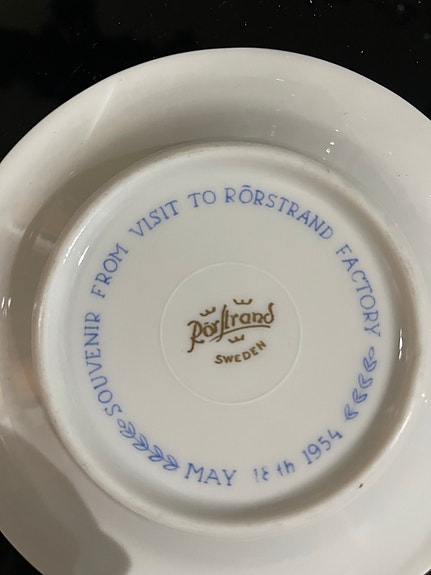 SOUVENIR FROM VISIT TO RÖRSTRAND FACTORY
MAY 18th 1954
Rörstrand
SWEDEN